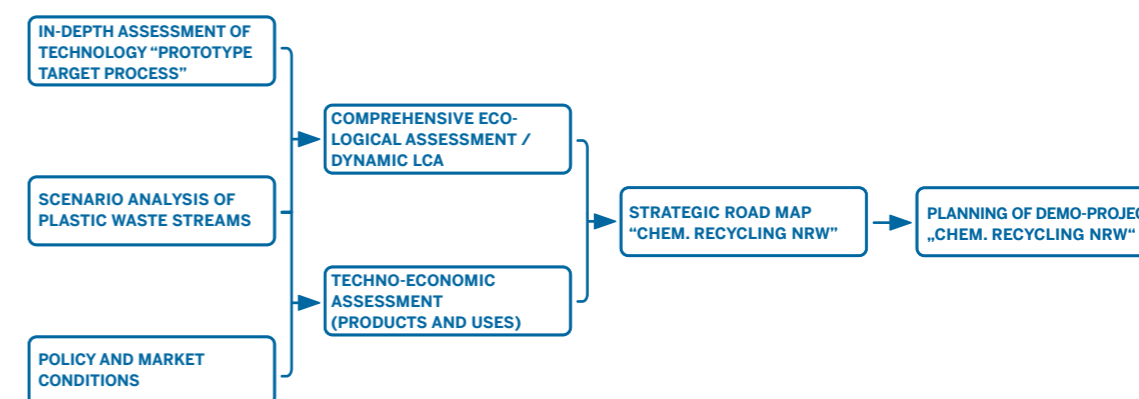 IN-DEPTH ASSESSMENT OF
TECHNOLOGY “PROTOTYPE
TARGET PROCESS”
SCENARIO ANALYSIS OF
PLASTIC WASTE STREAMS
POLICY AND MARKET
CONDITIONS
COMPREHENSIVE ECO-
LOGICAL ASSESSMENT /
DYNAMIC LCA
TECHNO-ECONOMIC
ASSESSMENT
(PRODUCTS AND USES)
STRATEGIC ROAD MAP
“CHEM. RECYCLING NRW”
PLANNING OF
„CHEM. RECYCLING NRW“